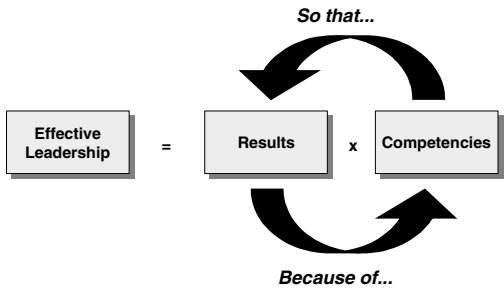 So that...
Effective
Leadership
=
Results
x
Competencies
Because of...